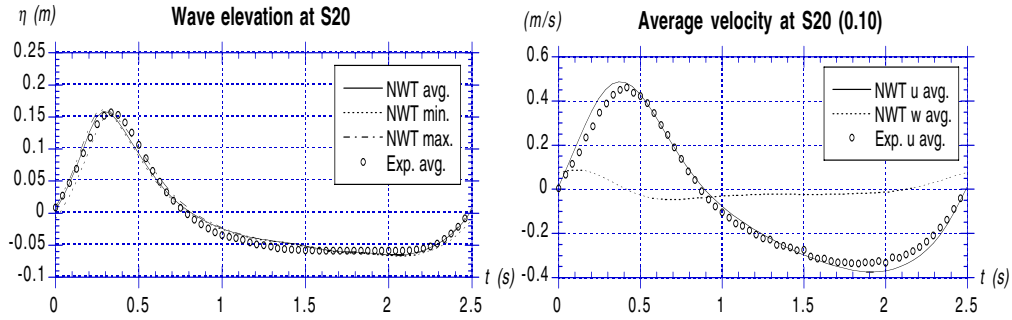 η (m)
Wave elevation at S20
0.25
0.2
0.15
0.1
0.05
0
-0.05
-0.1
NWT avg.
NWT min.
NWT max.
Exp. avg.
0 0.5 1 1.5 2 2.5
t (s)
(m/s)
Average velocity at S20 (0.10)
0.6
0.4
0.2
0
-0.2
-0.4
NWT u avg.
NWT w avg.
Exp. u avg.
0 0.5 1 1.5 2 2.5
t (s)